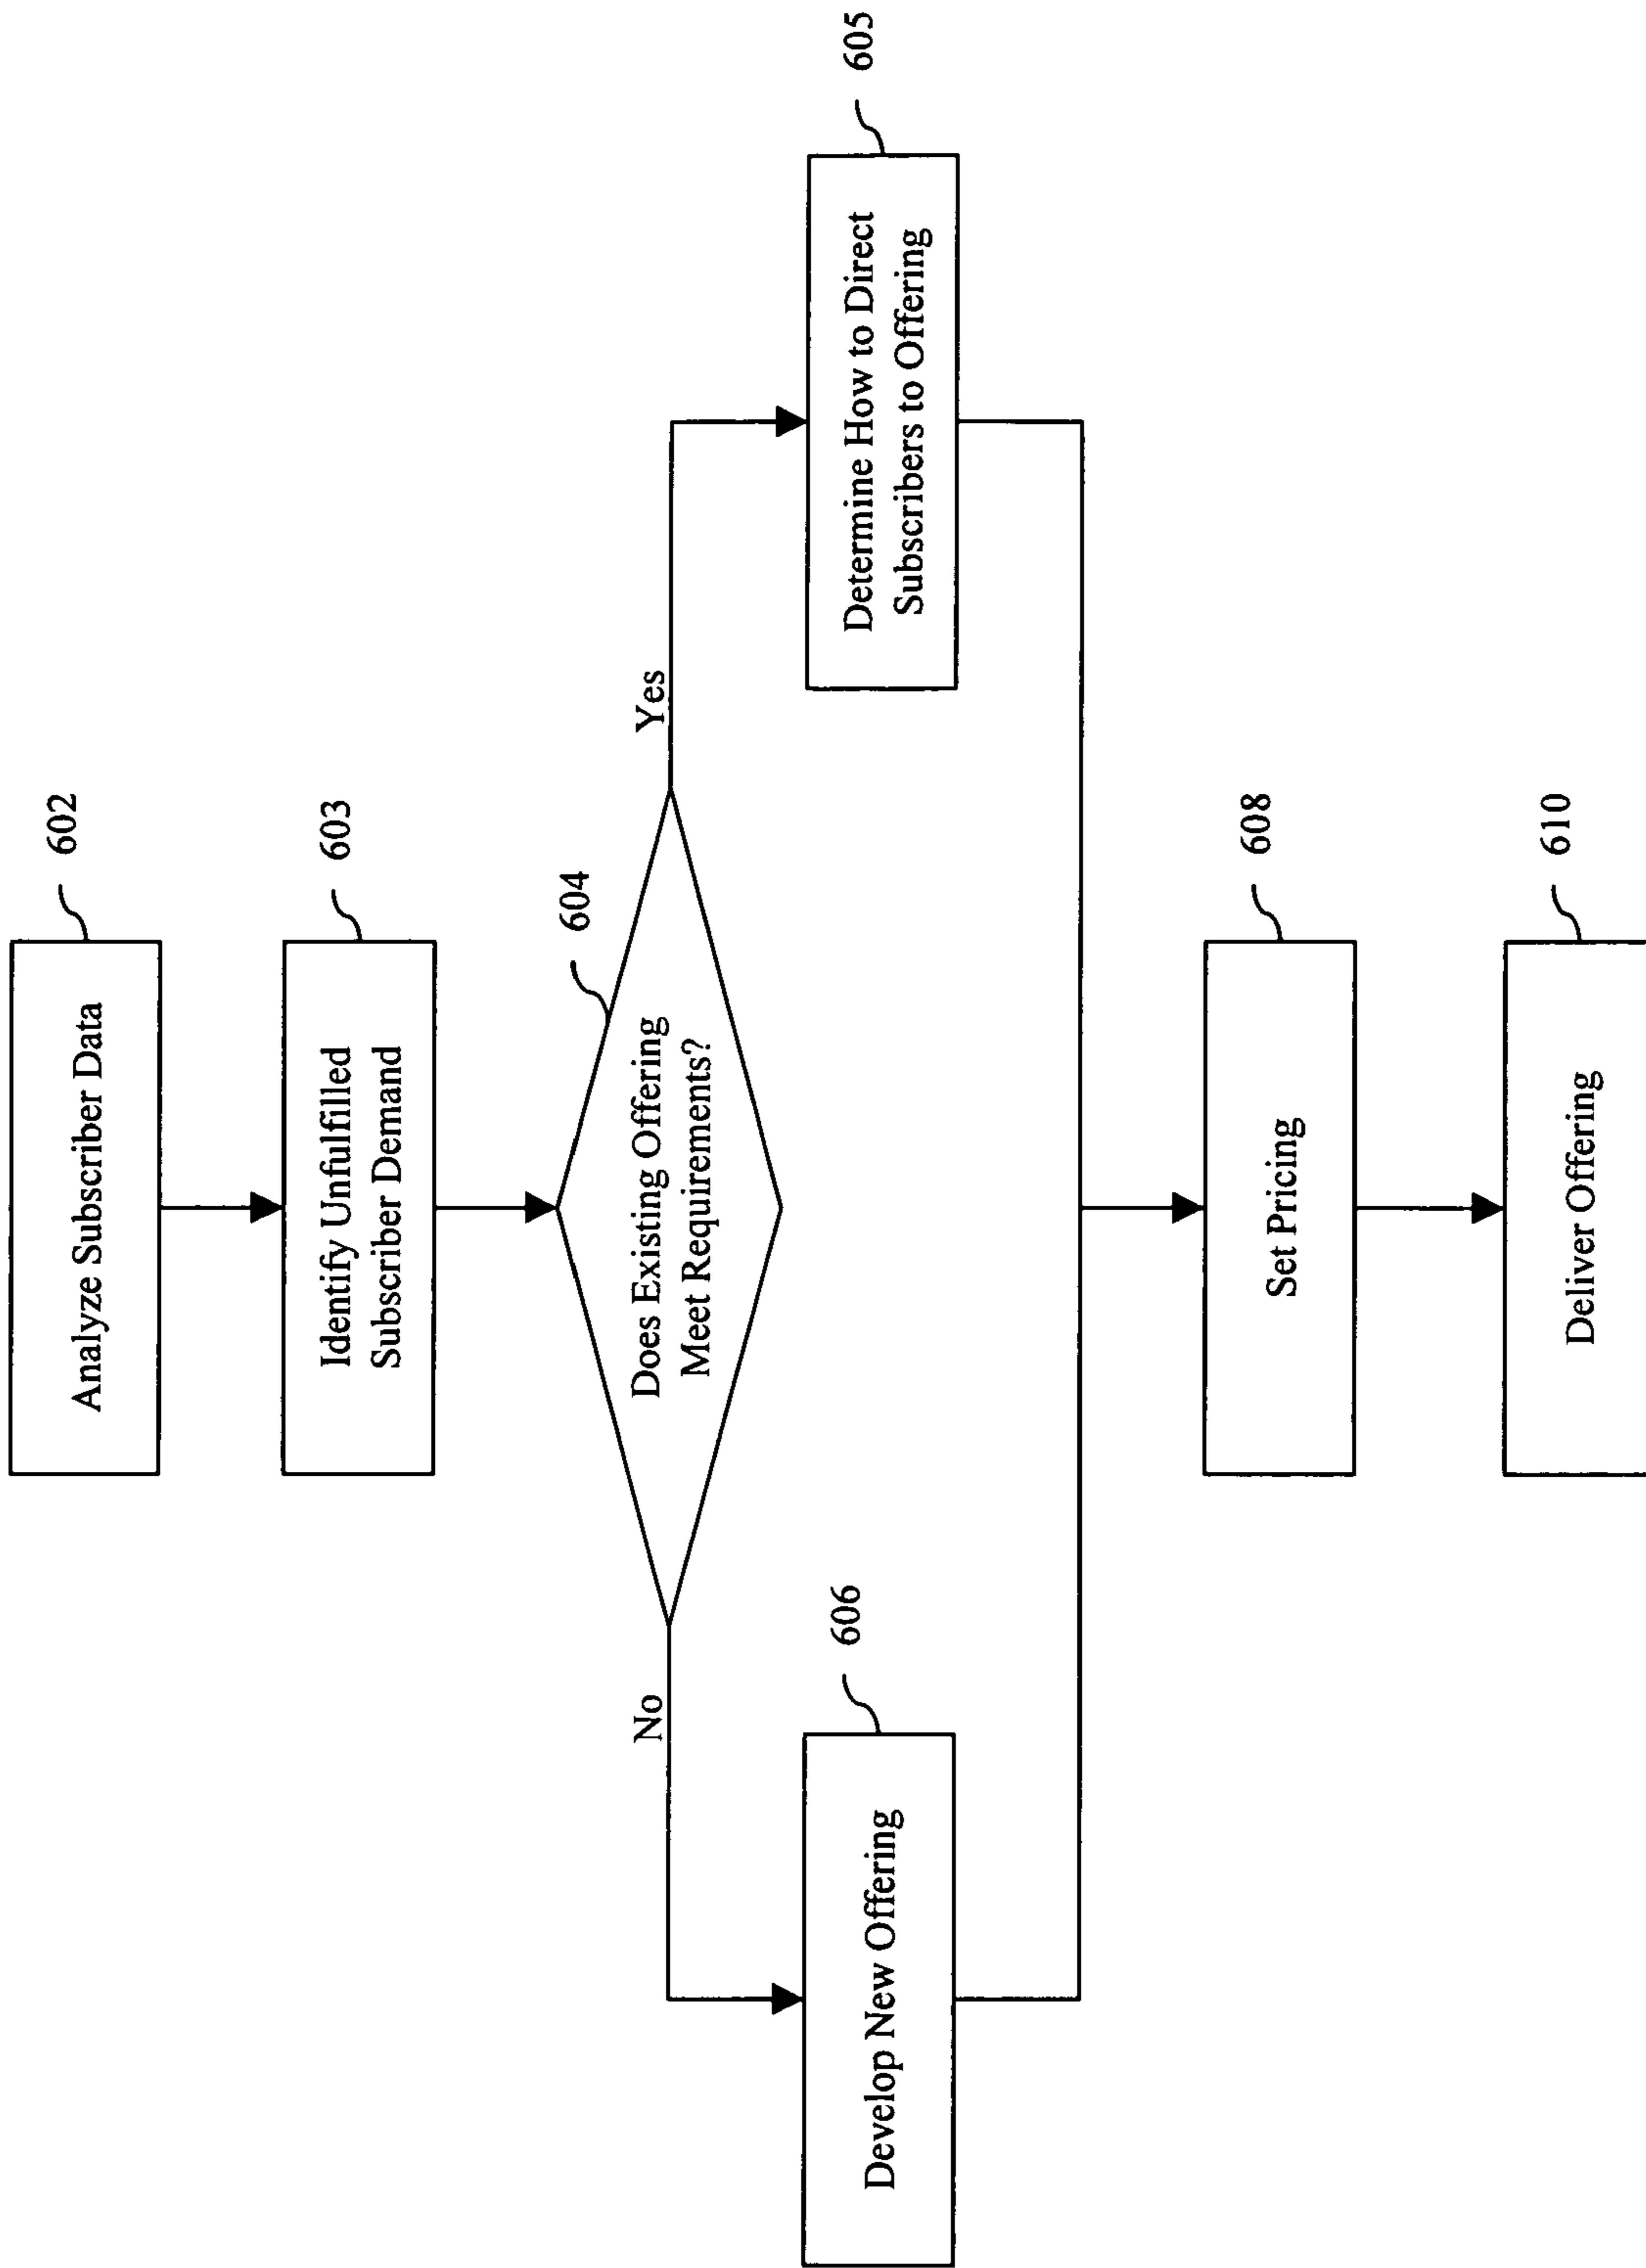 Analyze Subscriber Data
602
Identify Unfulfilled
Subscriber Demand
603
604
Does Existing Offering
Meet Requirements?
No
Yes
Develop New Offering
606
Determine How to Direct
Subscribers to Offering
605
Set Pricing
608
Deliver Offering
610